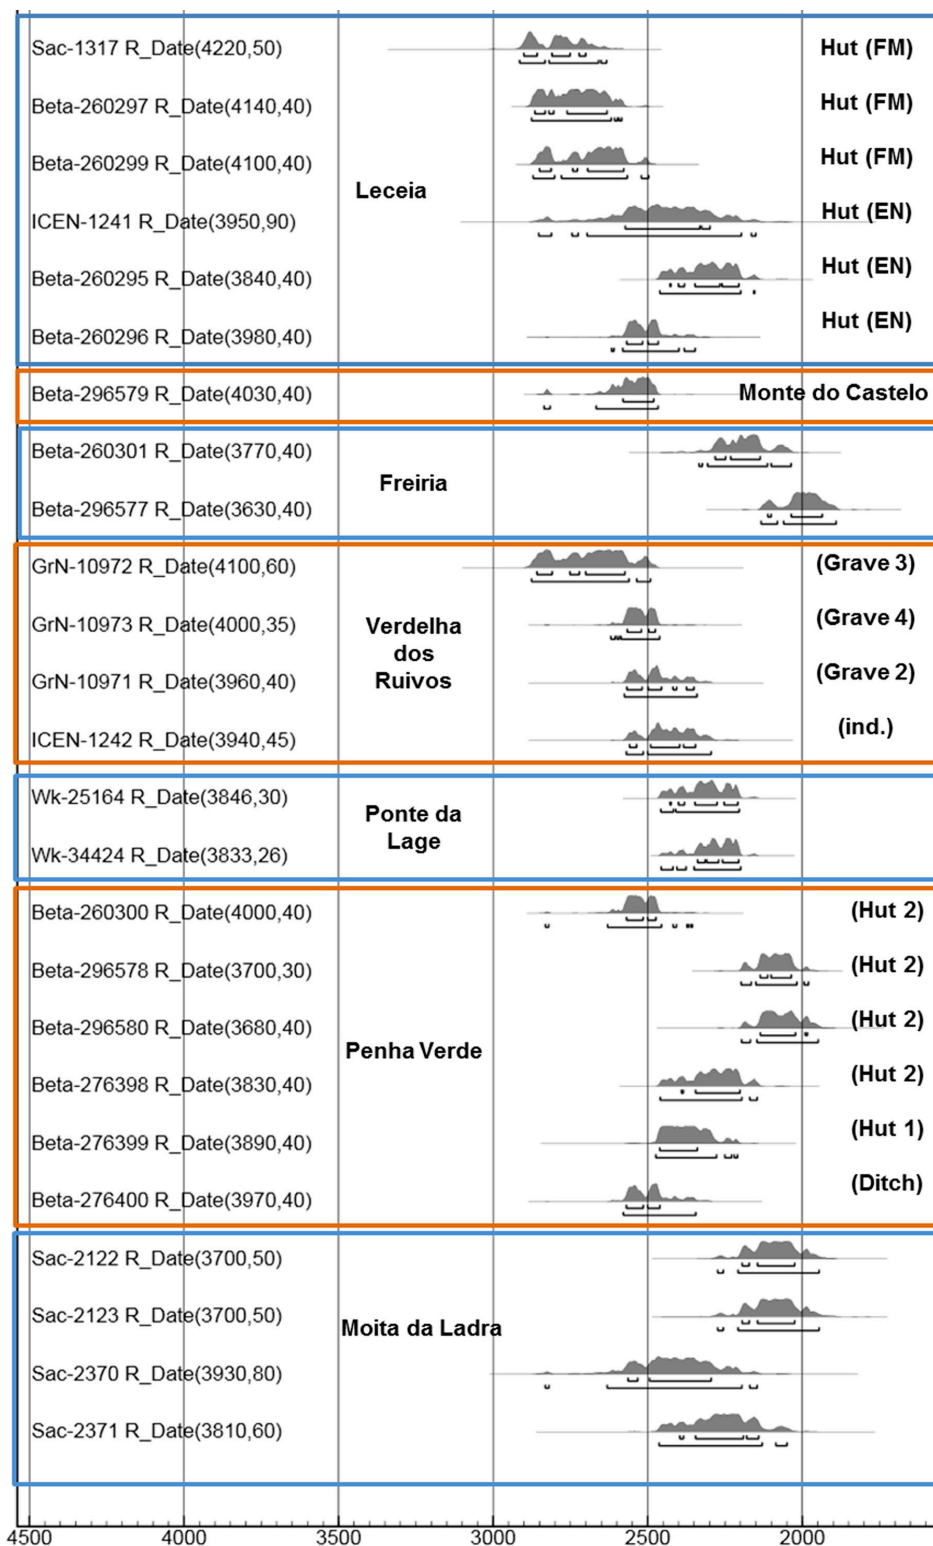 Sac-1317 R_Date(4220,50) Hut (FM)
Beta-260297 R_Date(4140,40) Hut (FM)
Beta-260299 R_Date(4100,40) Hut (FM)
Leceia
ICEN-1241 R_Date(3950,90) Hut (EN)
Beta-260295 R_Date(3840,40) Hut (EN)
Beta-260296 R_Date(3980,40) Hut (EN)
Beta-296579 R_Date(4030,40) Monte do Castelo
Beta-260301 R_Date(3770,40)
Freiria
Beta-296577 R_Date(3630,40)
GrN-10972 R_Date(4100,60) (Grave 3)
GrN-10973 R_Date(4000,35) (Grave 4)
Verdelha
dos
Ruivos
GrN-10971 R_Date(3960,40) (Grave 2)
ICEN-1242 R_Date(3940,45) (ind.)
Wk-25164 R_Date(3846,30)
Ponte da
Lage
Wk-34424 R_Date(3833,26)
Beta-260300 R_Date(4000,40) (Hut 2)
Beta-296578 R_Date(3700,30) (Hut 2)
Beta-296580 R_Date(3680,40) (Hut 2)
Penha Verde
Beta-276398 R_Date(3830,40) (Hut 2)
Beta-276399 R_Date(3890,40) (Hut 1)
Beta-276400 R_Date(3970,40) (Ditch)
Sac-2122 R_Date(3700,50)
Sac-2123 R_Date(3700,50)
Moita da Ladra
Sac-2370 R_Date(3930,80)
Sac-2371 R_Date(3810,60)
4500 4000 3500 3000 2500 2000